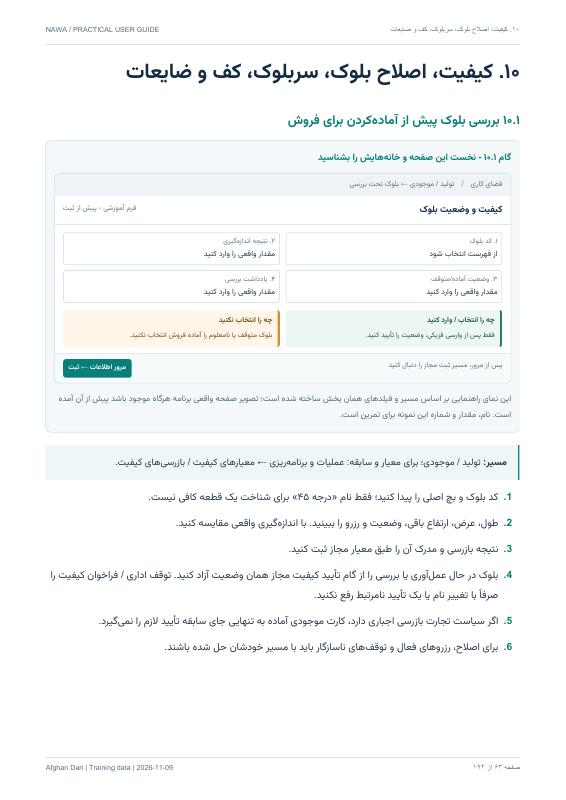 ۱۰. کیفیت، اصلاح بلوک، سربلوک، کف و ضایعات
NAWA / PRACTICAL USER GUIDE
۱۰. کیفیت، اصلاح بلوک، سربلوک، کف و ضایعات
۱۰.۱ بررسی بلوک پیش از آماده‌کردن برای فروش
گام ۱۰.۱ - نخست این صفحه و خانه‌هایش را بشناسید
فضای کاری / تولید / موجودی ← بلوک تحت بررسی
کیفیت و وضعیت بلوک
فرم آموزشی - پیش از ثبت
۱. کد بلوک
از فهرست انتخاب شود
۲. نتیجه اندازه‌گیری
مقدار واقعی را وارد کنید
۳. وضعیت آماده/متوقف
مقدار واقعی را وارد کنید
۴. یادداشت بررسی
مقدار واقعی را وارد کنید
چه را انتخاب / وارد کنید
فقط پس از وارسی فزیکی، وضعیت را تأیید کنید.
چه را انتخاب نکنید
بلوک متوقف یا نامعلوم را آماده فروش انتخاب نکنید.
پس از مرور، مسیر ثبت مجاز را دنبال کنید
مرور اطلاعات ← ثبت
این نمای راهنمایی بر اساس مسیر و فیلدهای همان بخش ساخته شده است؛ تصویر صفحه واقعی برنامه هرگاه موجود باشد پیش از آن آمده
است. نام، مقدار و شماره این نمونه برای تمرین است.
مسیر: تولید / موجودی؛ برای معیار و سابقه: عملیات و برنامه‌ریزی ← معیارهای کیفیت / بازرسی‌های کیفیت.
1. کد بلوک و بچ اصلی را پیدا کنید؛ فقط نام «درجه ۴۵» برای شناخت یک قطعه کافی نیست.
2. طول، عرض، ارتفاع باقی، وضعیت و رزرو را ببینید. با اندازه‌گیری واقعی مقایسه کنید.
3. نتیجه بازرسی و مدرک آن را طبق معیار مجاز ثبت کنید.
4. بلوک در حال عمل‌آوری یا بررسی را از گام تأیید کیفیت مجاز همان وضعیت آزاد کنید. توقف اداری / فراخوان کیفیت را
صرفاً با تغییر نام یا یک تأیید نامرتبط رفع نکنید.
5. اگر سیاست تجارت بازرسی اجباری دارد، کارت موجودی آماده به تنهایی جای سابقه تأیید لازم را نمی‌گیرد.
6. برای اصلاح، رزروهای فعال و توقف‌های ناسازگار باید با مسیر خودشان حل شده باشند.
صفحه ۶۳ از ۱۹۴
Afghan Dari | Training data | 2026-11-09